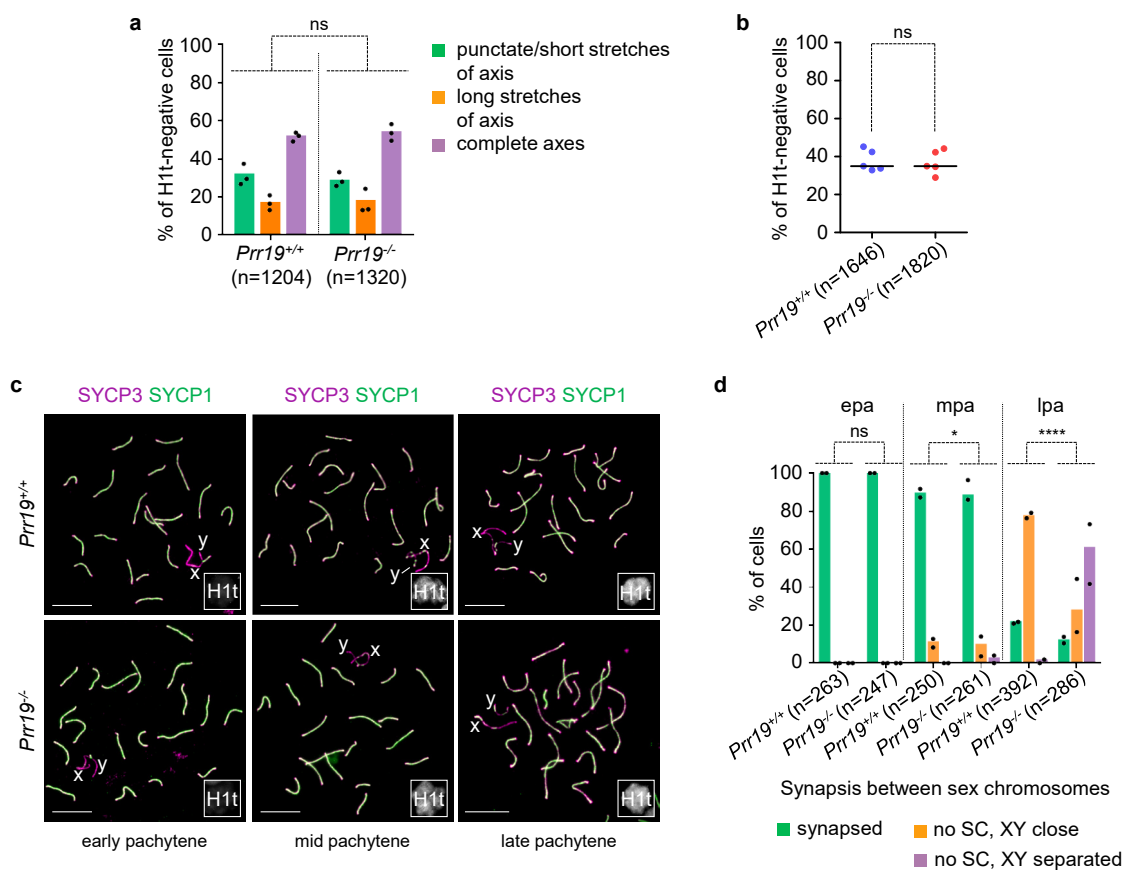 a
ns
% of H1t-negative cells
100
80
60
40
20
0
Prr19+/+
(n=1204)
Prr19-/-
(n=1320)
punctate/short stretches
of axis
long stretches
of axis
complete axes
b
ns
% of H1t-negative cells
100
80
60
40
20
0
Prr19+/+ (n=1646)
Prr19-/- (n=1820)
c
SYCP3 SYCP1
SYCP3 SYCP1
SYCP3 SYCP1
Prr19+/+
y
x
H1t
x
y
H1t
x
y
H1t
Prr19-/-
y
x
H1t
y
x
H1t
y
x
H1t
early pachytene
mid pachytene
late pachytene
d
epa
mpa
lpa
ns
*
****
% of cells
100
80
60
40
20
0
Prr19+/+ (n=263)
Prr19-/- (n=247)
Prr19+/+ (n=250)
Prr19-/- (n=261)
Prr19+/+ (n=392)
Prr19-/- (n=286)
Synapsis between sex chromosomes
synapsed
no SC, XY close
no SC, XY separated